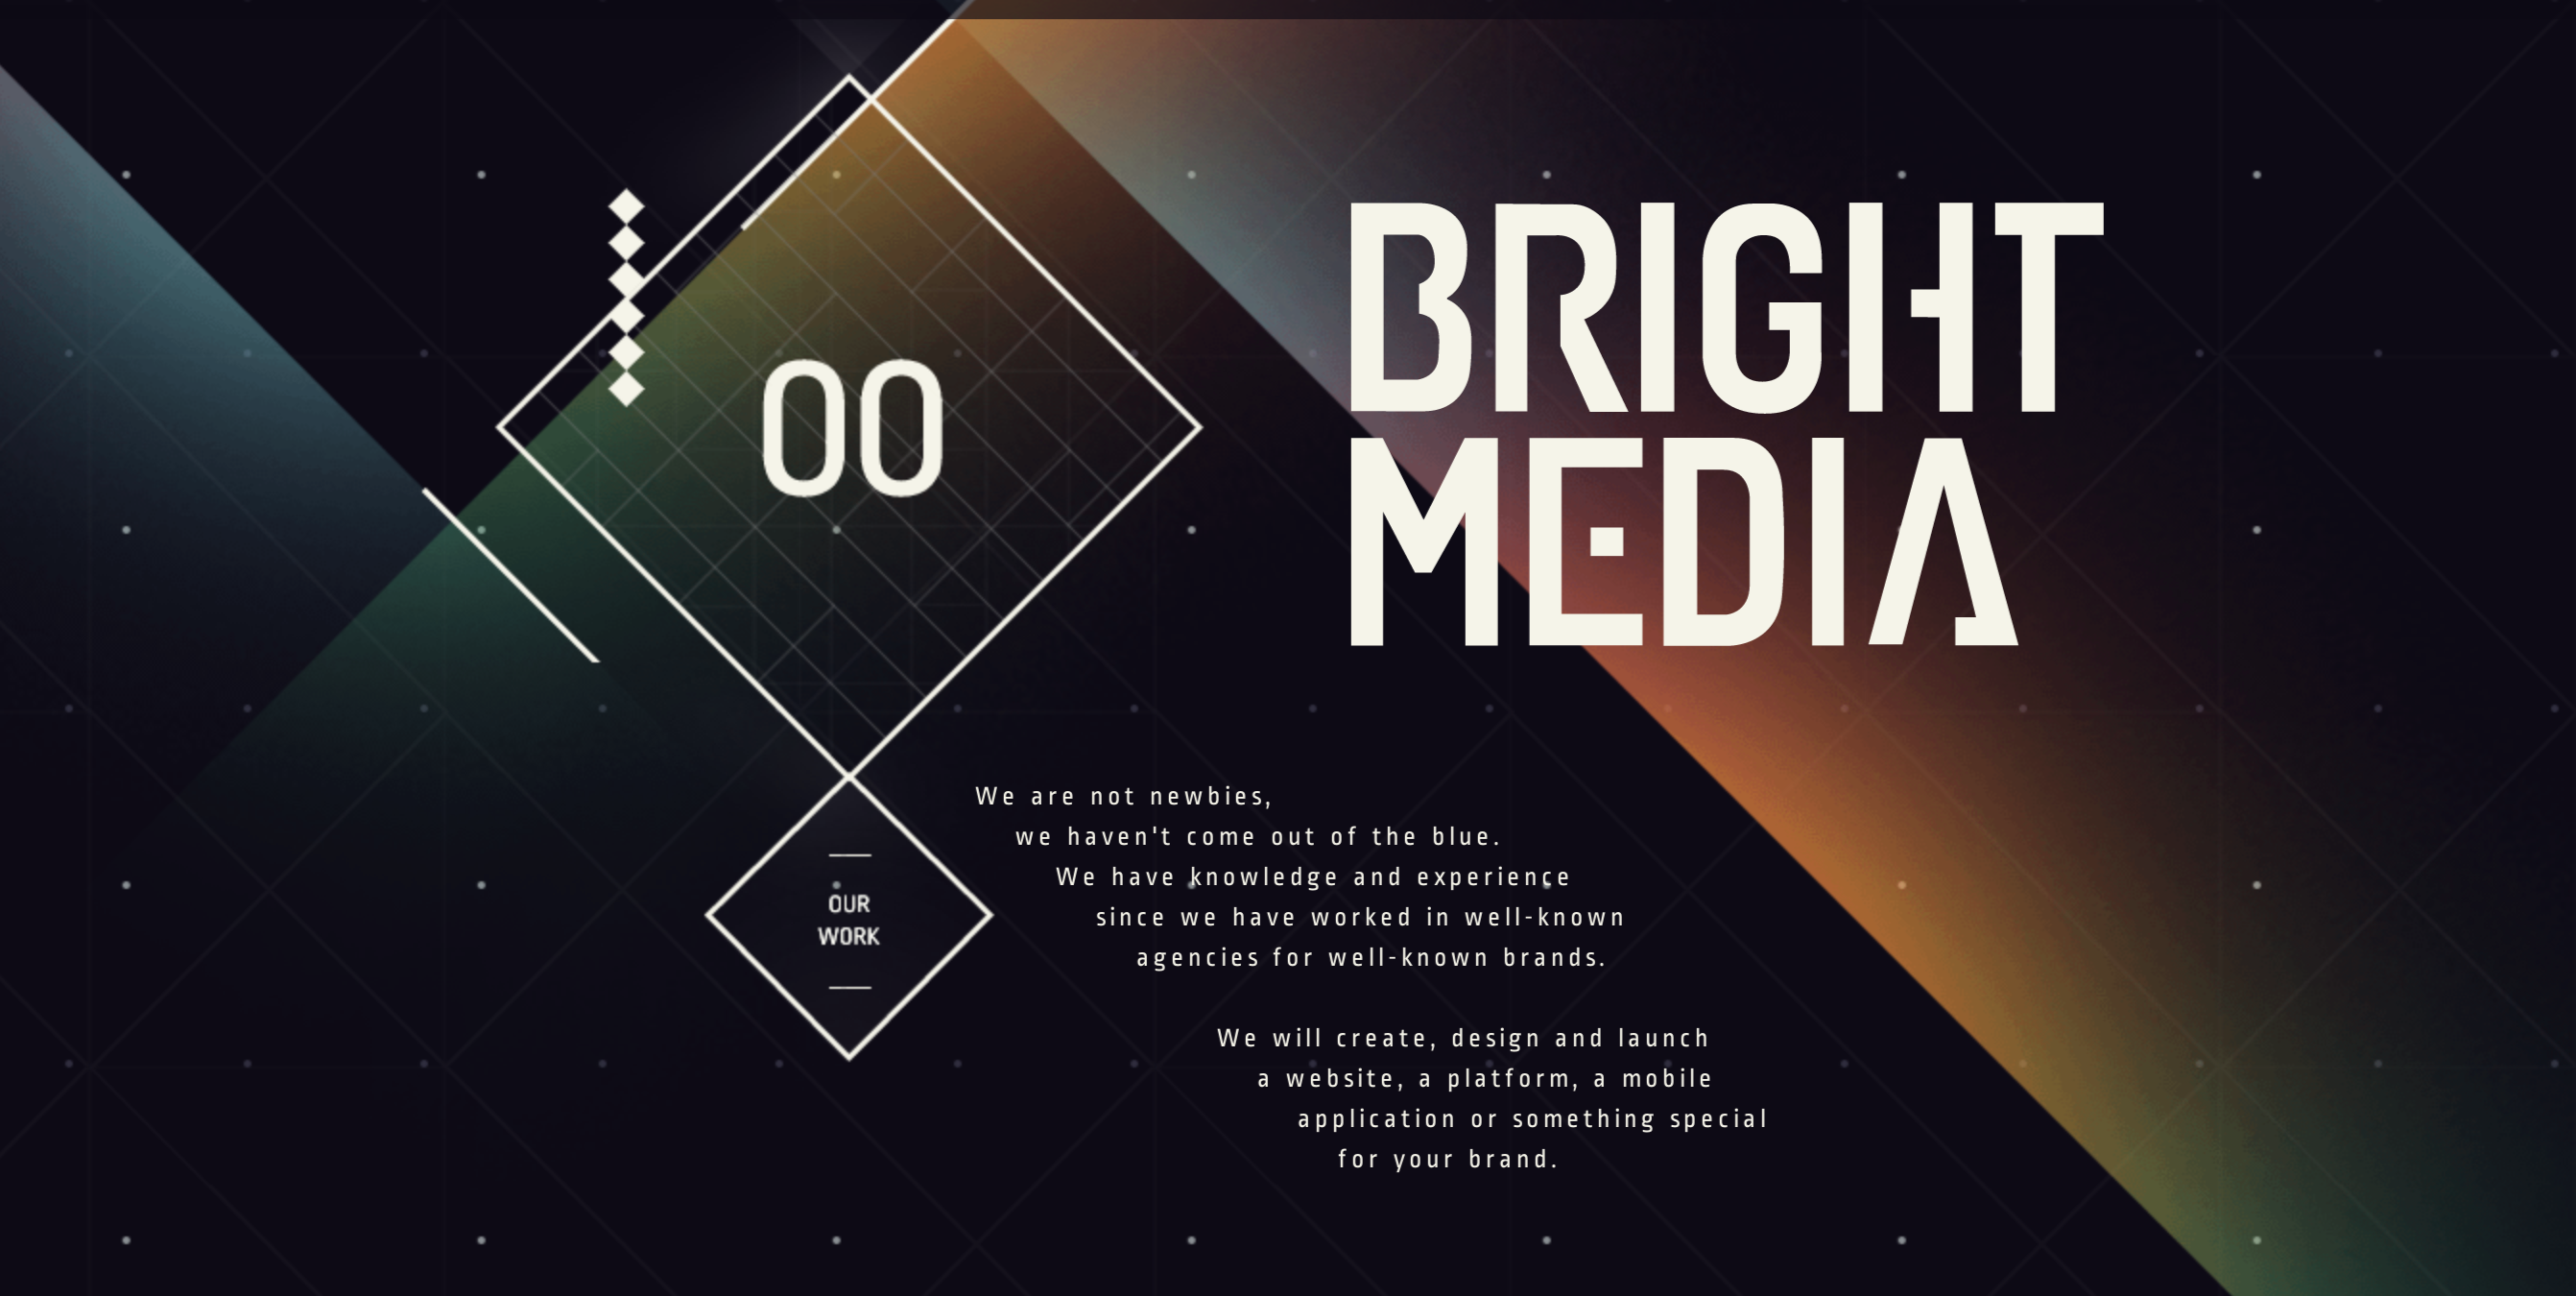 BRIGHT
MEDIA
00
We are not newbies,
we haven't come out of the blue.
We have knowledge and experience
since we have worked in well-known
agencies for well-known brands.
We will create, design and launch
a website, a platform, a mobile
application or something special
for your brand.
OUR
WORK